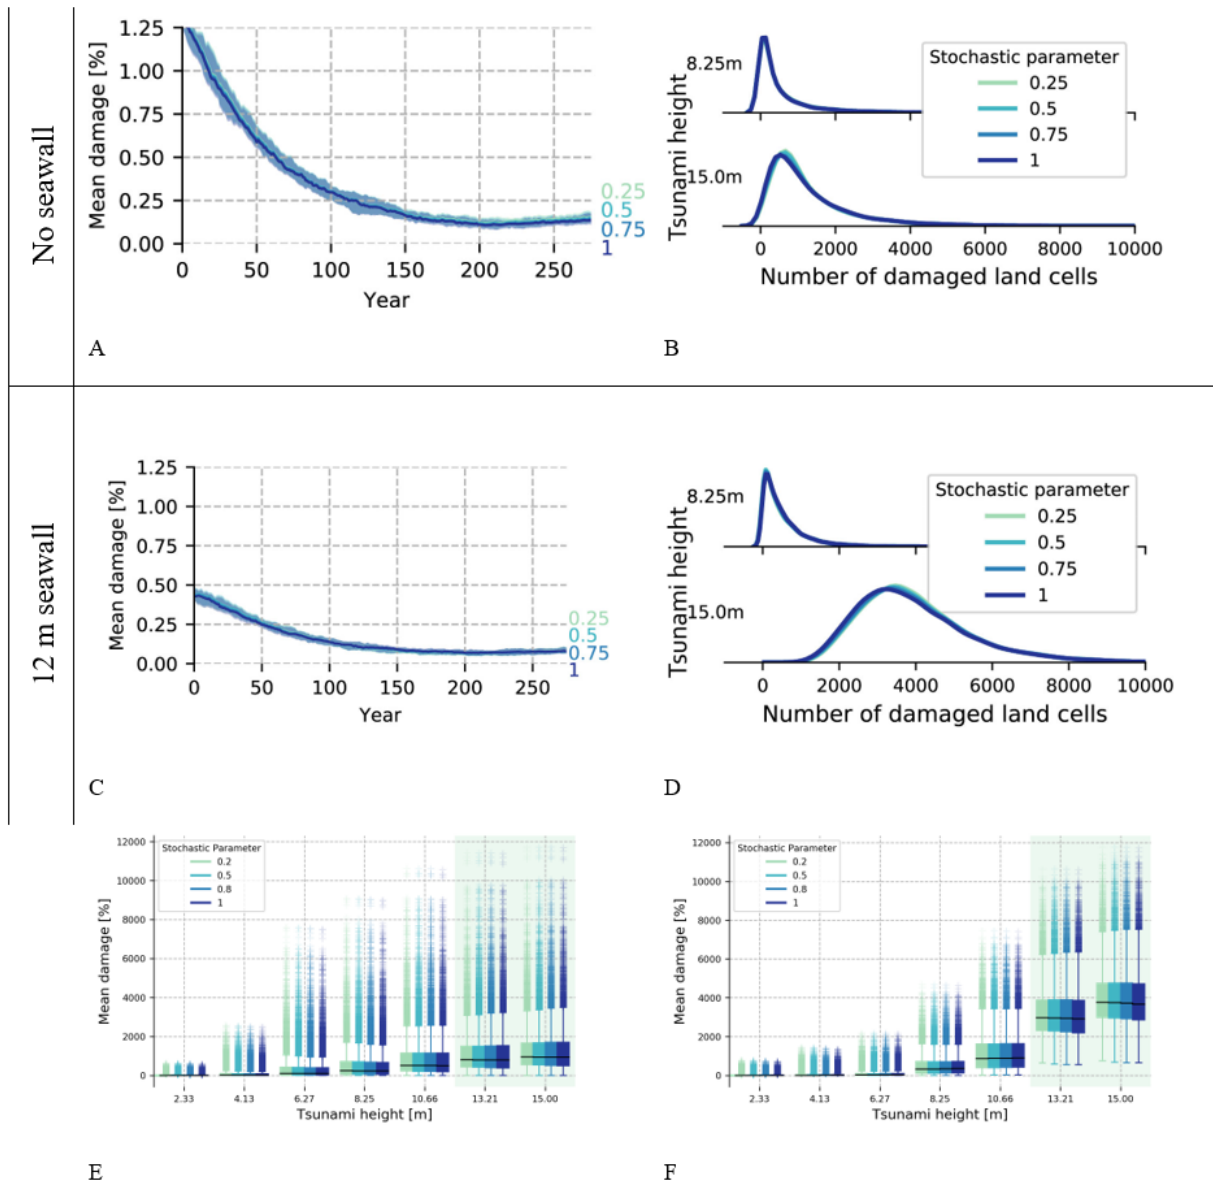 No seawall
Mean damage [%]
1.25
1.00
0.75
0.50
0.25
0.00
0 50 100 150 200 250
Year
0.25
0.5
0.75
1
A
Tsunami height
8.25m
15.0m
Stochastic parameter
0.25
0.5
0.75
1
0 2000 4000 6000 8000 10000
Number of damaged land cells
B
12 m seawall
Mean damage [%]
1.25
1.00
0.75
0.50
0.25
0.00
0 50 100 150 200 250
Year
0.25
0.5
0.75
1
C
Tsunami height
8.25m
15.0m
Stochastic parameter
0.25
0.5
0.75
1
0 2000 4000 6000 8000 10000
Number of damaged land cells
D
Mean damage [%]
12000
10000
8000
6000
4000
2000
0
Stochastic Parameter
0.2
0.5
0.8
1
2.33 4.13 6.27 8.25 10.66 13.21 15.00
Tsunami height [m]
E
Mean damage [%]
12000
10000
8000
6000
4000
2000
0
Stochastic Parameter
0.2
0.5
0.8
1
2.33 4.13 6.27 8.25 10.66 13.21 15.00
Tsunami height [m]
F